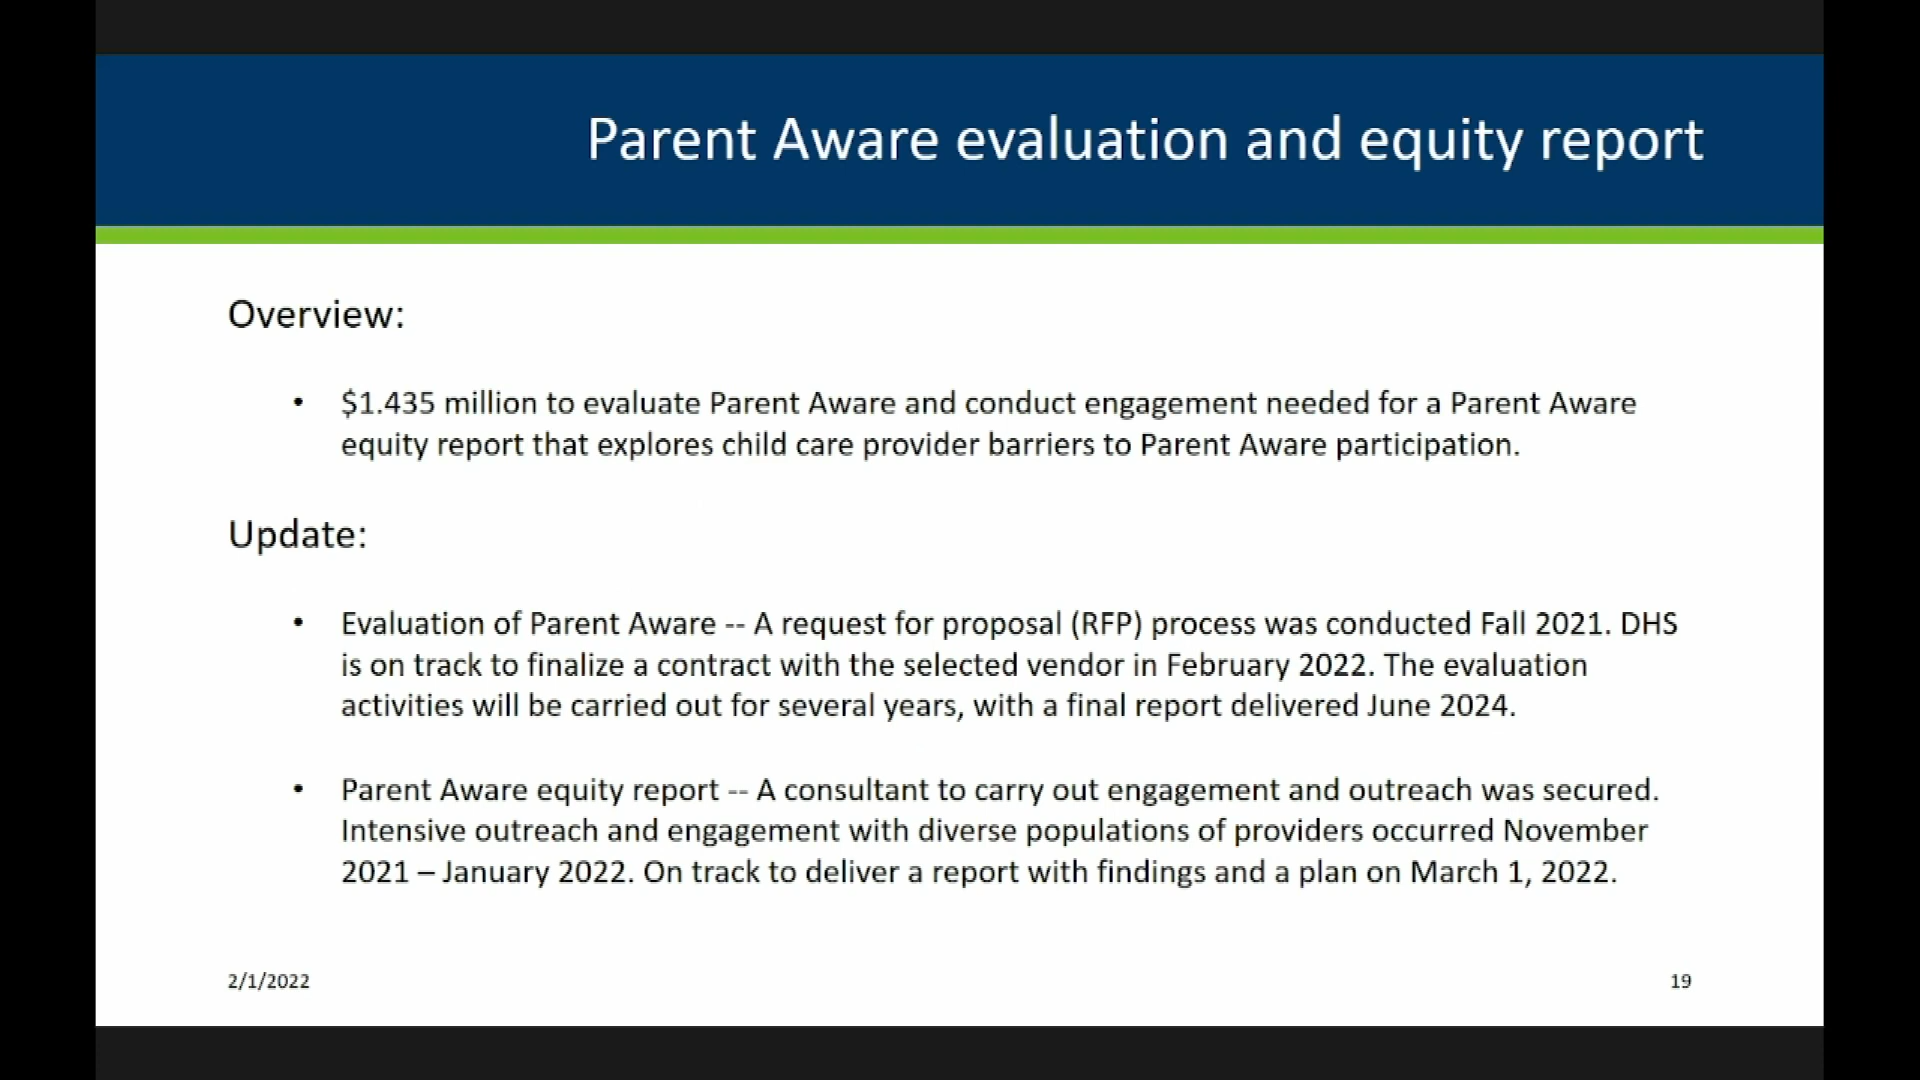 Parent Aware evaluation and equity report
Overview:
• $1.435 million to evaluate Parent Aware and conduct engagement needed for a Parent Aware
equity report that explores child care provider barriers to Parent Aware participation.
Update:
• Evaluation of Parent Aware -- A request for proposal (RFP) process was conducted Fall 2021. DHS
is on track to finalize a contract with the selected vendor in February 2022. The evaluation
activities will be carried out for several years, with a final report delivered June 2024.
• Parent Aware equity report -- A consultant to carry out engagement and outreach was secured.
Intensive outreach and engagement with diverse populations of providers occurred November
2021 – January 2022. On track to deliver a report with findings and a plan on March 1, 2022.
2/1/2022
19